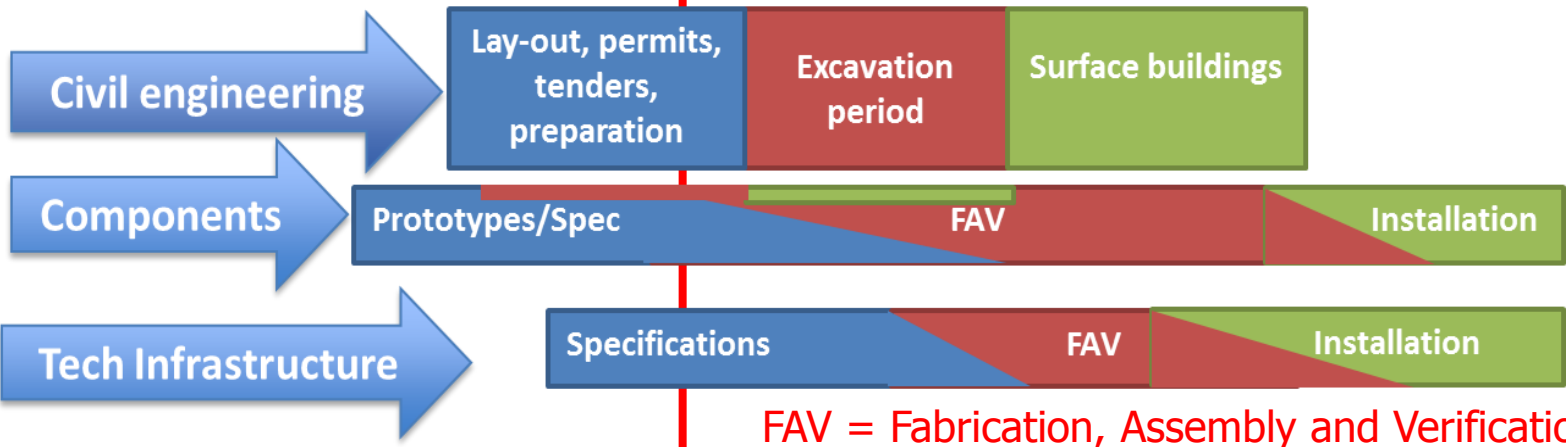 Civil engineering
Lay-out, permits,
tenders,
preparation
Excavation
period
Surface buildings
Components
Prototypes/Spec
FAV
Installation
Tech Infrastructure
Specifications
FAV
Installation
FAV = Fabrication, Assembly and Verificatio